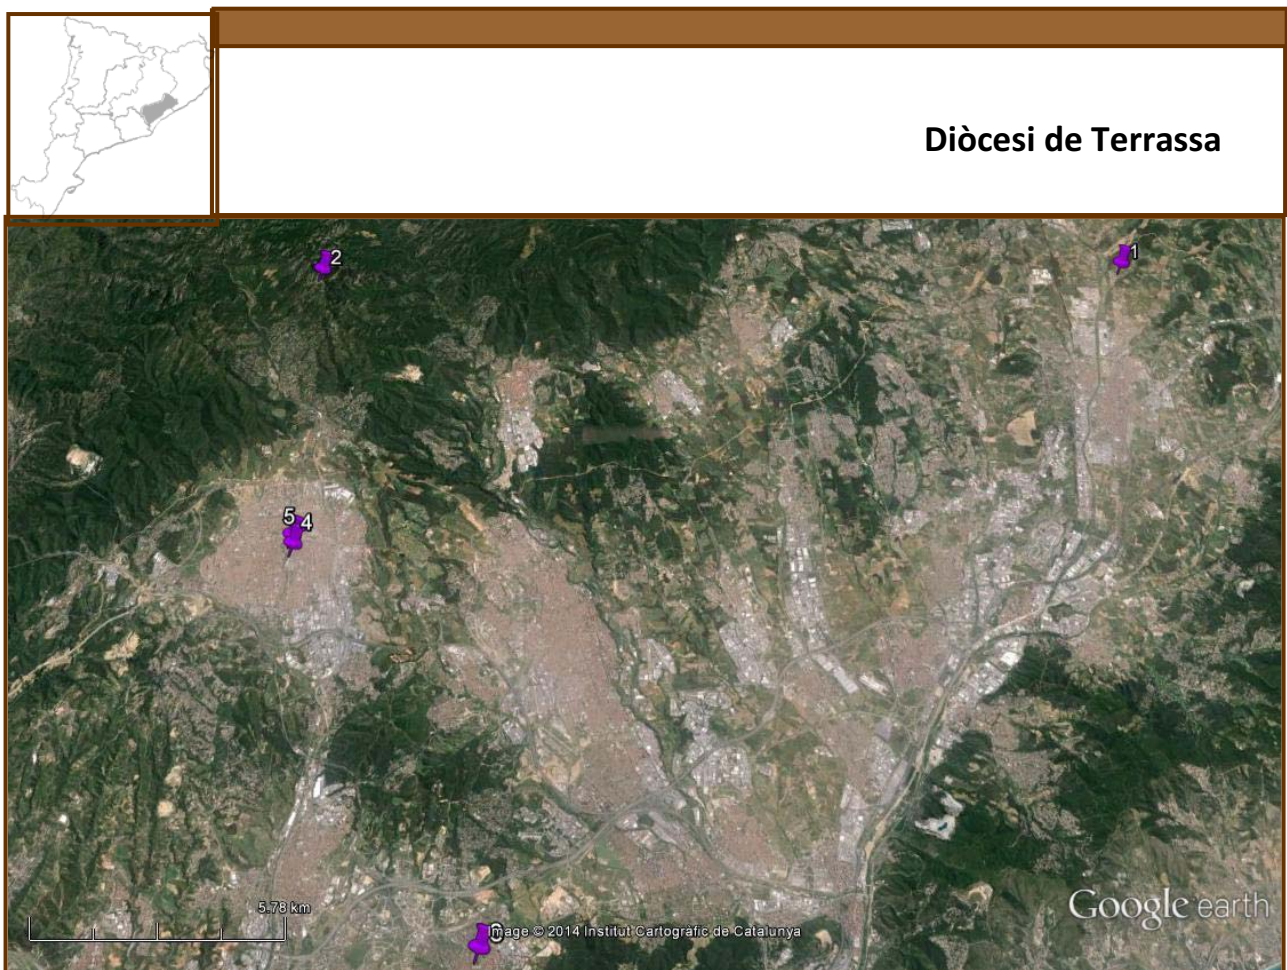 Diòcesi de Terrassa
2
1
5 4
5.78 km
Google earth
Image © 2014 Institut Cartogràfic de Catalunya